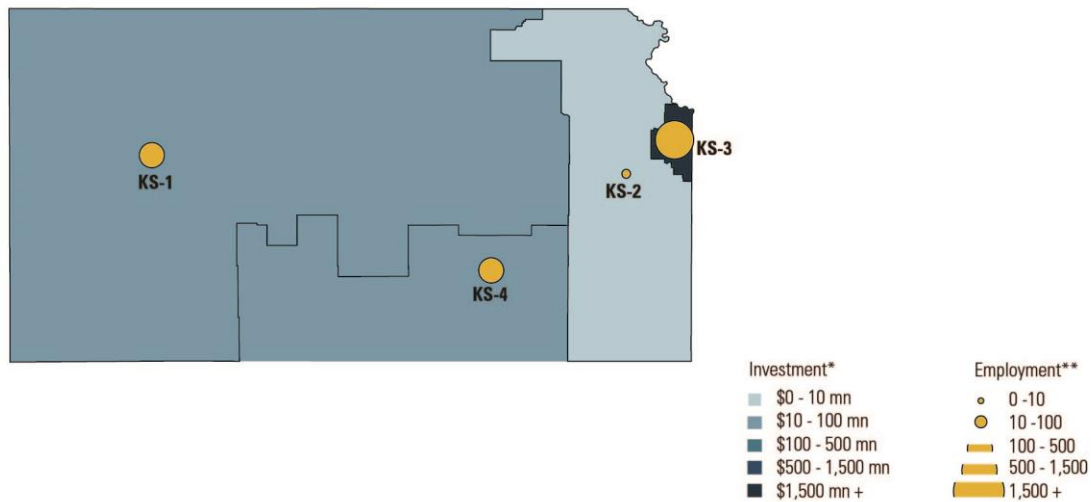 KS-1
KS-2
KS-3
KS-4
Investment*
$0 - 10 mn
$10 - 100 mn
$100 - 500 mn
$500 - 1,500 mn
$1,500 mn +
Employment**
0 -10
10 -100
100 - 500
500 - 1,500
1,500 +